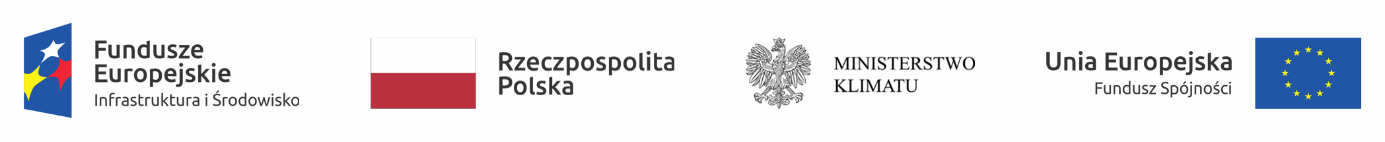 Fundusze
Europejskie
Infrastruktura i Środowisko
Rzeczpospolita
Polska
MINISTERSTWO
KLIMATU
Unia Europejska
Fundusz Spójności